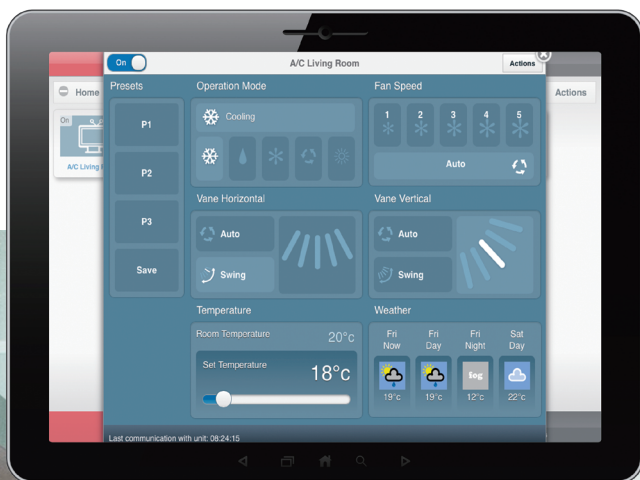 On
A/C Living Room
Actions
Home
Actions
On
A/C Living
Presets
P1
P2
P3
Save
Operation Mode
Cooling
Fan Speed
1 2 3 4 5
Auto
Vane Horizontal
Auto
Swing
Vane Vertical
Auto
Swing
Temperature
Room Temperature 20°c
Set Temperature
18°c
Weather
Fri Fri Fri Sat
Now Day Night Day
fog
19°c 19°c 12°c 22°c
Last communication with unit: 08:24:15